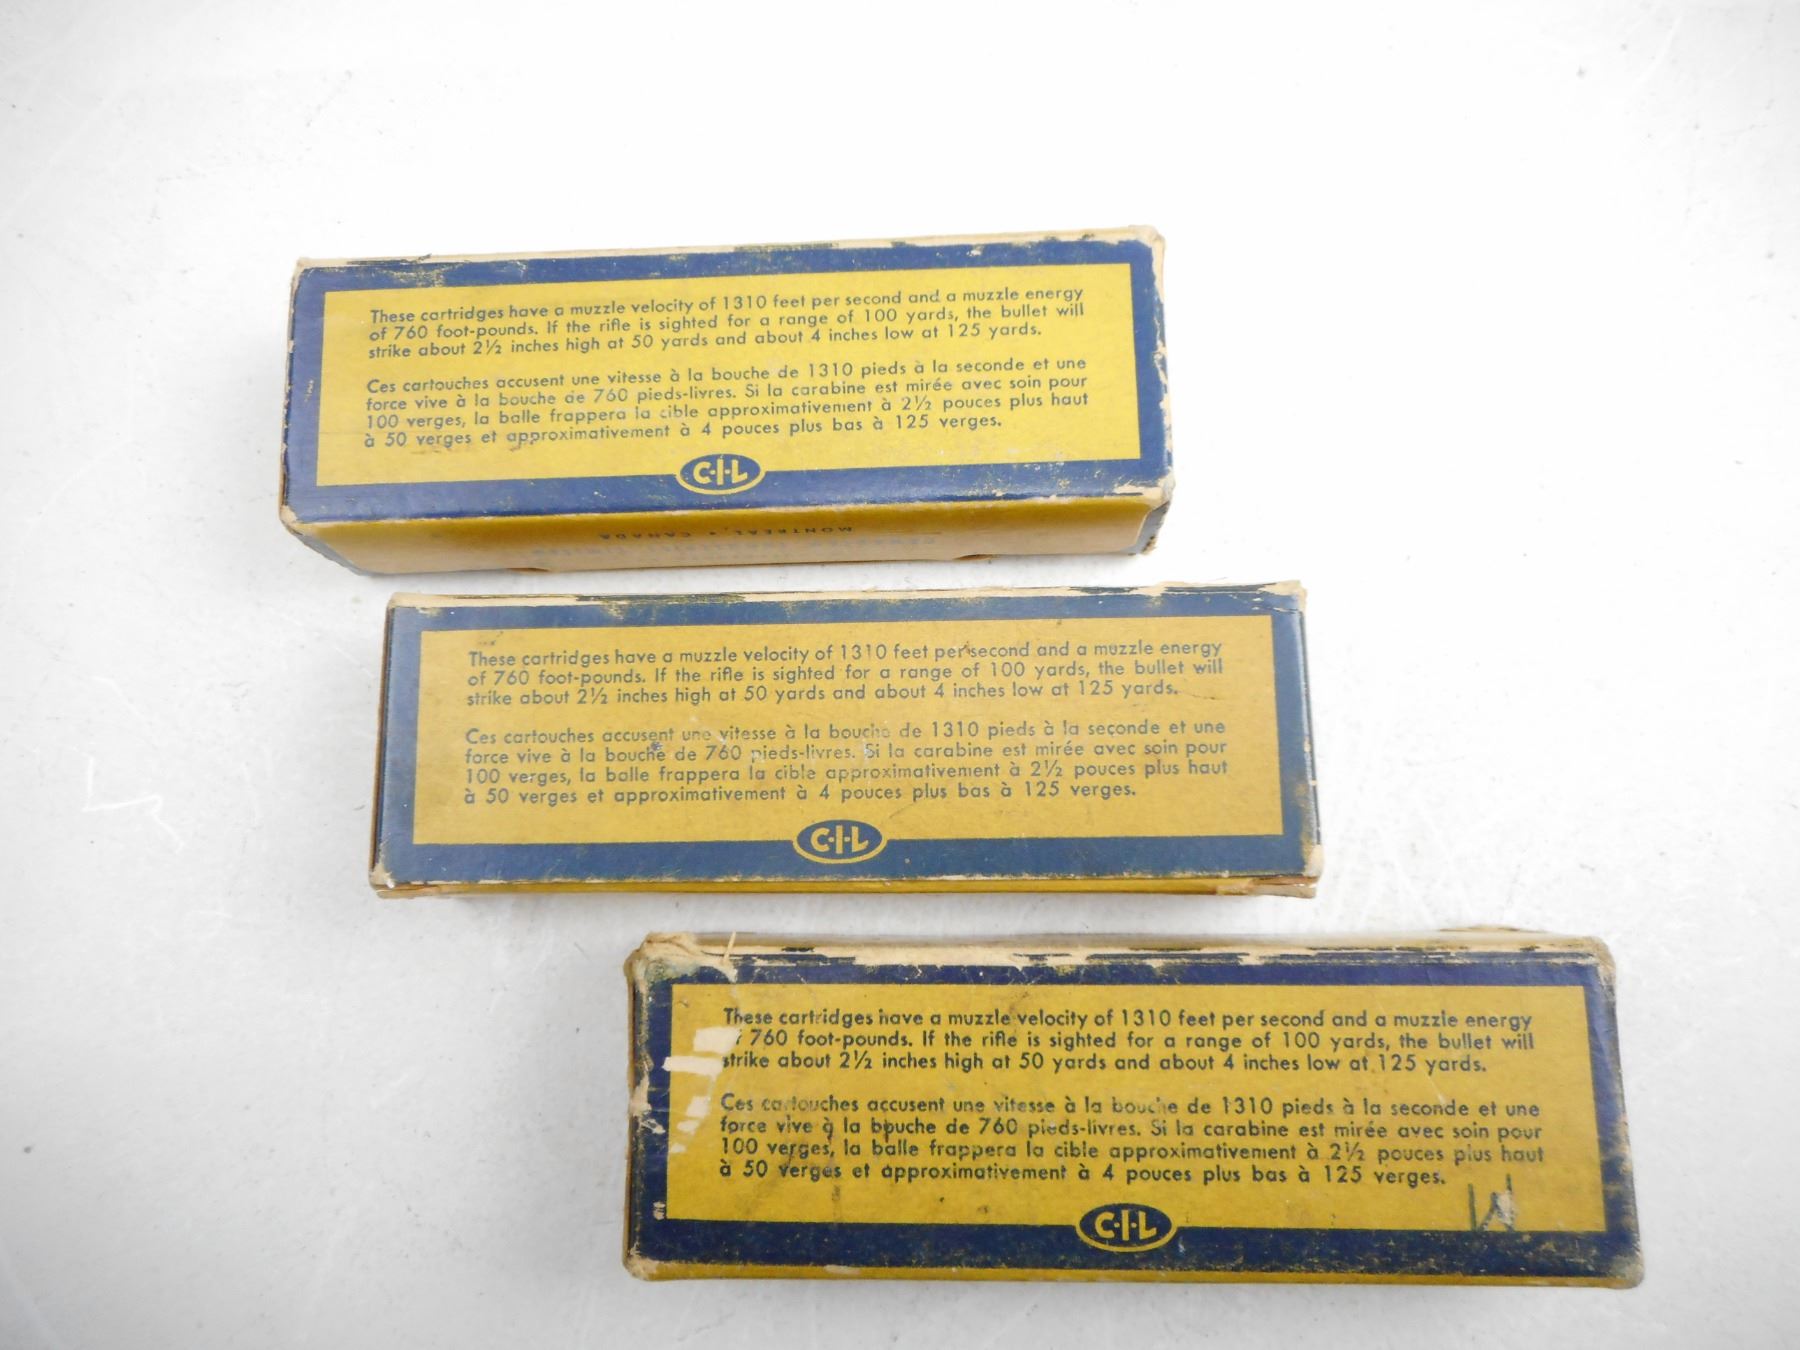 These cartridges have a muzzle velocity of 1310 feet per second and a muzzle energy
of 760 foot-pounds. If the rifle is sighted for a range of 100 yards, the bullet will
strike about 2½ inches high at 50 yards and about 4 inches low at 125 yards.
Ces cartouches accusent une vitesse à la bouche de 1310 pieds à la seconde et une
force vive à la bouche de 760 pieds-livres. Si la carabine est mirée avec soin pour
100 verges, la balle frappera la cible approximativement à 2½ pouces plus haut
à 50 verges et approximativement à 4 pouces plus bas à 125 verges.
C·I·L
MONTREAL, • CANADA
These cartridges have a muzzle velocity of 1310 feet per second and a muzzle energy
of 760 foot-pounds. If the rifle is sighted for a range of 100 yards, the bullet will
strike about 2½ inches high at 50 yards and about 4 inches low at 125 yards.
Ces cartouches accusent une vitesse à la bouche de 1310 pieds à la seconde et une
force vive à la bouche de 760 pieds-livres. Si la carabine est mirée avec soin pour
100 verges, la balle frappera la cible approximativement à 2½ pouces plus haut
à 50 verges et approximativement à 4 pouces plus bas à 125 verges.
C·I·L
These cartridges have a muzzle velocity of 1310 feet per second and a muzzle energy
760 foot-pounds. If the rifle is sighted for a range of 100 yards, the bullet will
strike about 2½ inches high at 50 yards and about 4 inches low at 125 yards.
Ces cartouches accusent une vitesse à la bouche de 1310 pieds à la seconde et une
force vive à la bouche de 760 pieds-livres. Si la carabine est mirée avec soin pour
100 verges, la balle frappera la cible approximativement à 2½ pouces plus haut
à 50 verges et approximativement à 4 pouces plus bas à 125 verges.
C·I·L